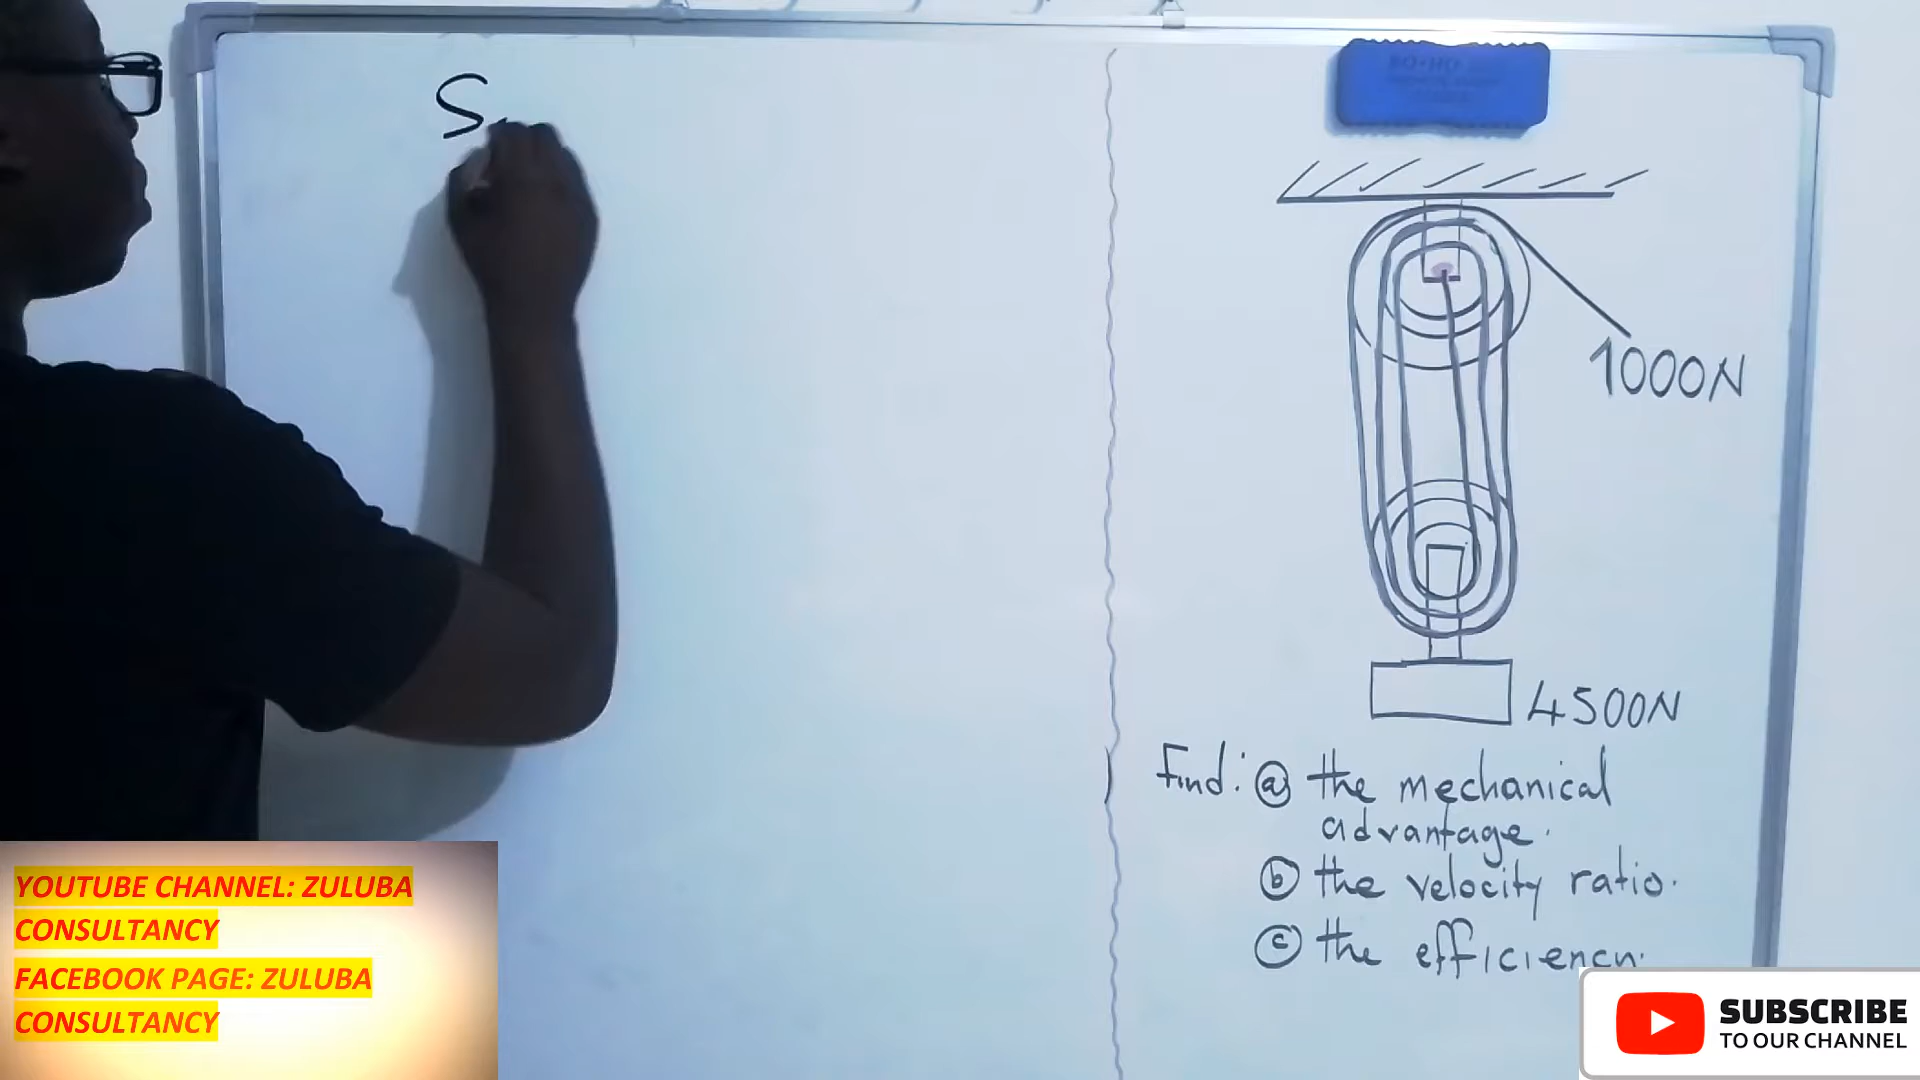 S
1000N
4500N
Find: (a) the mechanical
advantage.
(b) the velocity ratio.
(c) the efficiency.
YOUTUBE CHANNEL: ZULUBA
CONSULTANCY
FACEBOOK PAGE: ZULUBA
CONSULTANCY
SUBSCRIBE
TO OUR CHANNEL